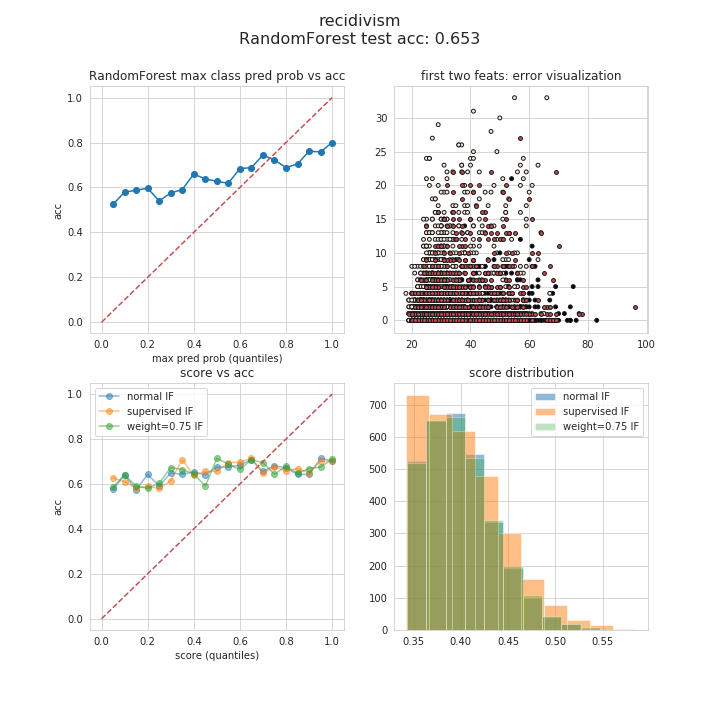 recidivism
RandomForest test acc: 0.653
RandomForest max class pred prob vs acc
1.0
0.8
0.6
0.4
0.2
0.0
acc
0.0 0.2 0.4 0.6 0.8 1.0
max pred prob (quantiles)
first two feats: error visualization
30
25
20
15
10
5
0
20 40 60 80 100
score vs acc
normal IF
supervised IF
weight=0.75 IF
1.0
0.8
0.6
0.4
0.2
0.0
acc
0.0 0.2 0.4 0.6 0.8 1.0
score (quantiles)
score distribution
normal IF
supervised IF
weight=0.75 IF
700
600
500
400
300
200
100
0
0.35 0.40 0.45 0.50 0.55